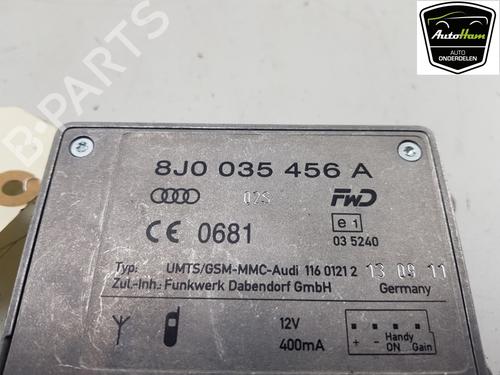 AutoHam
AUTO
ONDERDELEN
B-PARTS
8J0 035 456 A
02S
FWD
CE 0681
e1
03 5240
Typ: UMTS/GSM-MMC-Audi 116 0121 2 13 09 11
Zul.-Inh.: Funkwerk Dabendorf GmbH Germany
12V
400mA
+ - Handy Gain
ON